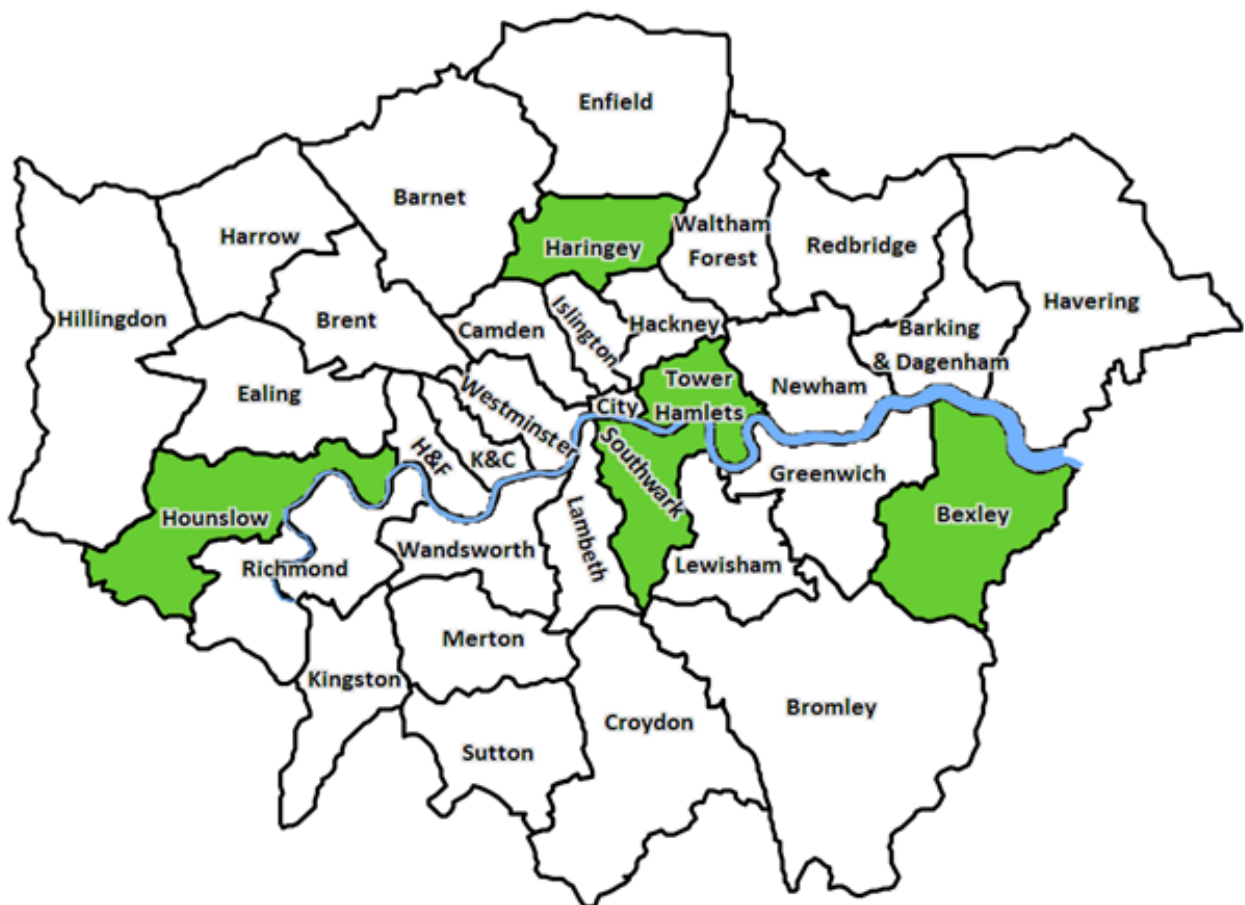 Enfield
Barnet
Haringey
Waltham
Forest
Redbridge
Harrow
Havering
Hillingdon
Brent
Camden
Islington
Hackney
Barking
& Dagenham
Ealing
Tower
Hamlets
Newham
Westminster
City
H&F
K&C
Southwark
Greenwich
Hounslow
Bexley
Lambeth
Wandsworth
Richmond
Lewisham
Merton
Kingston
Bromley
Croydon
Sutton